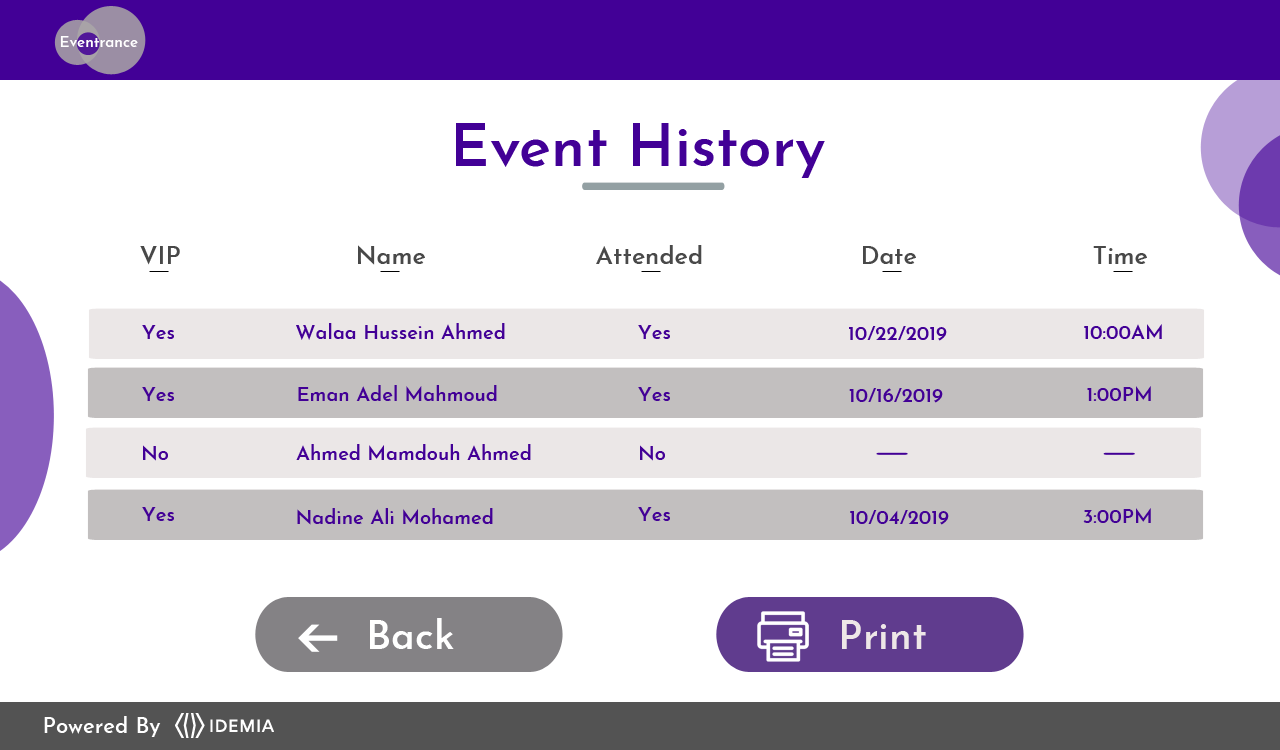 Eventrance
Event History
VIP Name Attended Date Time
Yes Walaa Hussein Ahmed Yes 10/22/2019 10:00AM
Yes Eman Adel Mahmoud Yes 10/16/2019 1:00PM
No Ahmed Mamdouh Ahmed No — —
Yes Nadine Ali Mohamed Yes 10/04/2019 3:00PM
Back Print
Powered By IDEMIA